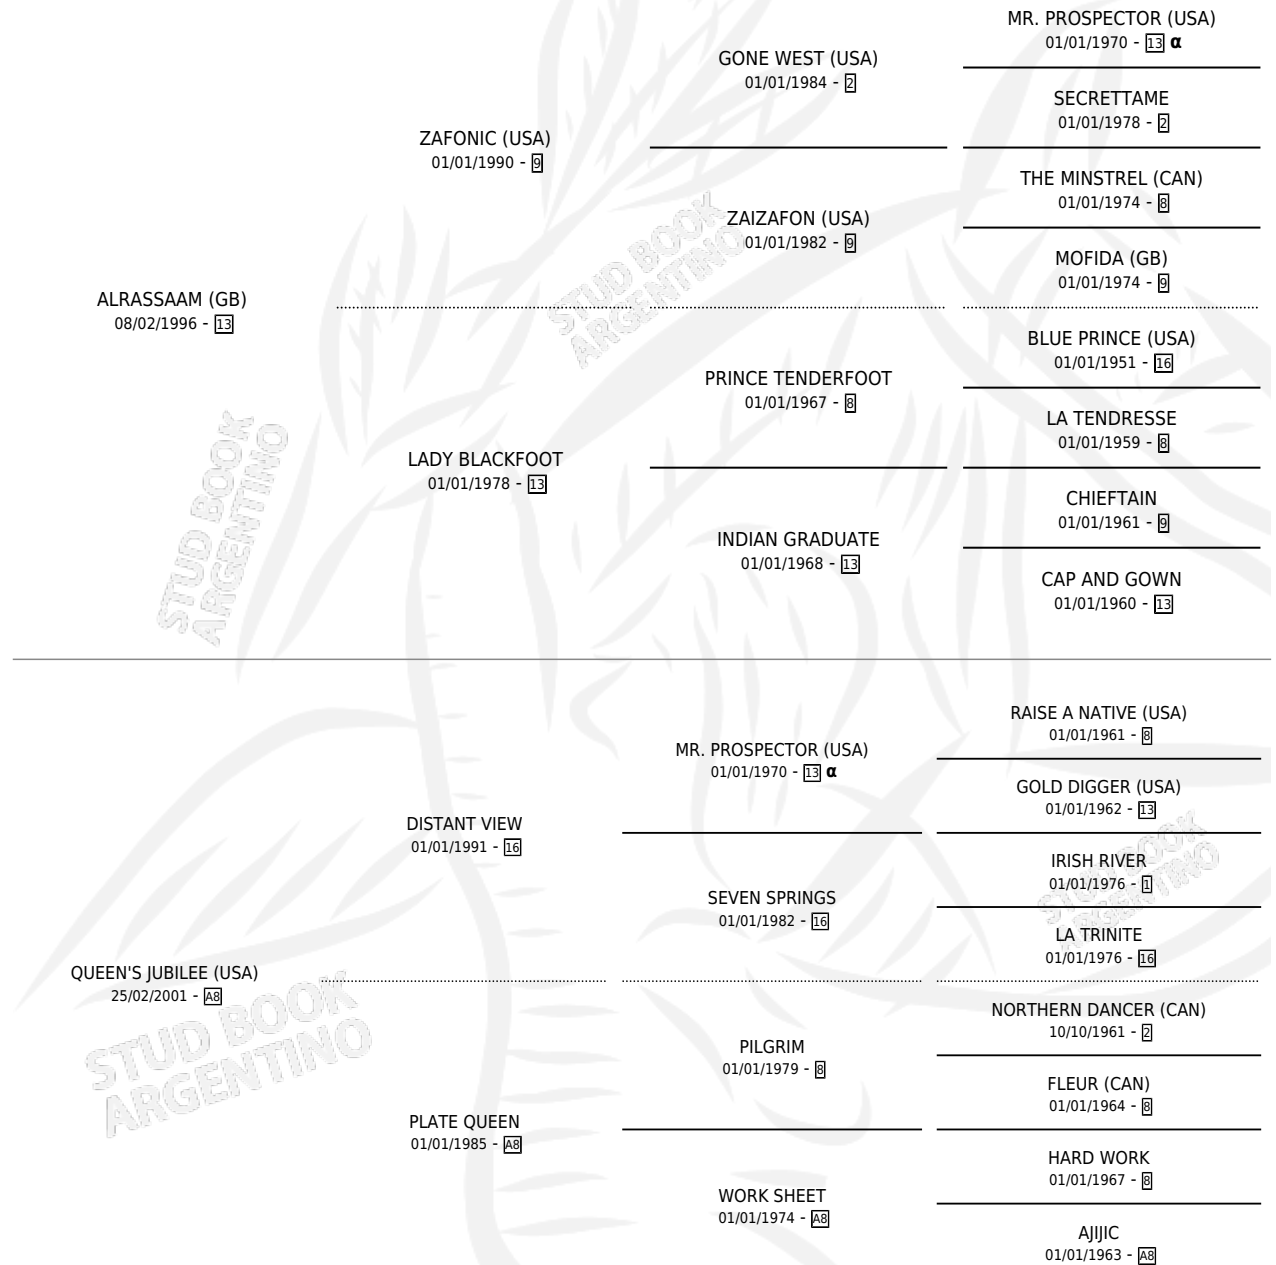 MR. PROSPECTOR (USA)
01/01/1970 - 13 α
GONE WEST (USA)
01/01/1984 - 2
SECRETTAME
01/01/1978 - 2
ZAFONIC (USA)
01/01/1990 - 9
THE MINSTREL (CAN)
01/01/1974 - 8
ZAIZAFON (USA)
01/01/1982 - 9
MOFIDA (GB)
01/01/1974 - 9
ALRASSAAM (GB)
08/02/1996 - 13
BLUE PRINCE (USA)
01/01/1951 - 16
PRINCE TENDERFOOT
01/01/1967 - 8
LA TENDRESSE
01/01/1959 - 8
LADY BLACKFOOT
01/01/1978 - 13
CHIEFTAIN
01/01/1961 - 9
INDIAN GRADUATE
01/01/1968 - 13
CAP AND GOWN
01/01/1960 - 13
RAISE A NATIVE (USA)
01/01/1961 - 8
MR. PROSPECTOR (USA)
01/01/1970 - 13 α
GOLD DIGGER (USA)
01/01/1962 - 13
DISTANT VIEW
01/01/1991 - 16
IRISH RIVER
01/01/1976 - 1
SEVEN SPRINGS
01/01/1982 - 16
LA TRINITE
01/01/1976 - 16
QUEEN'S JUBILEE (USA)
25/02/2001 - A8
NORTHERN DANCER (CAN)
10/10/1961 - 2
PILGRIM
01/01/1979 - 8
FLEUR (CAN)
01/01/1964 - 8
PLATE QUEEN
01/01/1985 - A8
HARD WORK
01/01/1967 - 8
WORK SHEET
01/01/1974 - A8
AJIJIC
01/01/1963 - A8
STUD BOOK
ARGENTINO
STUD BOOK
ARGENTINO
STUD BOOK
ARGENTINO
STUD BOOK
ARGENTINO